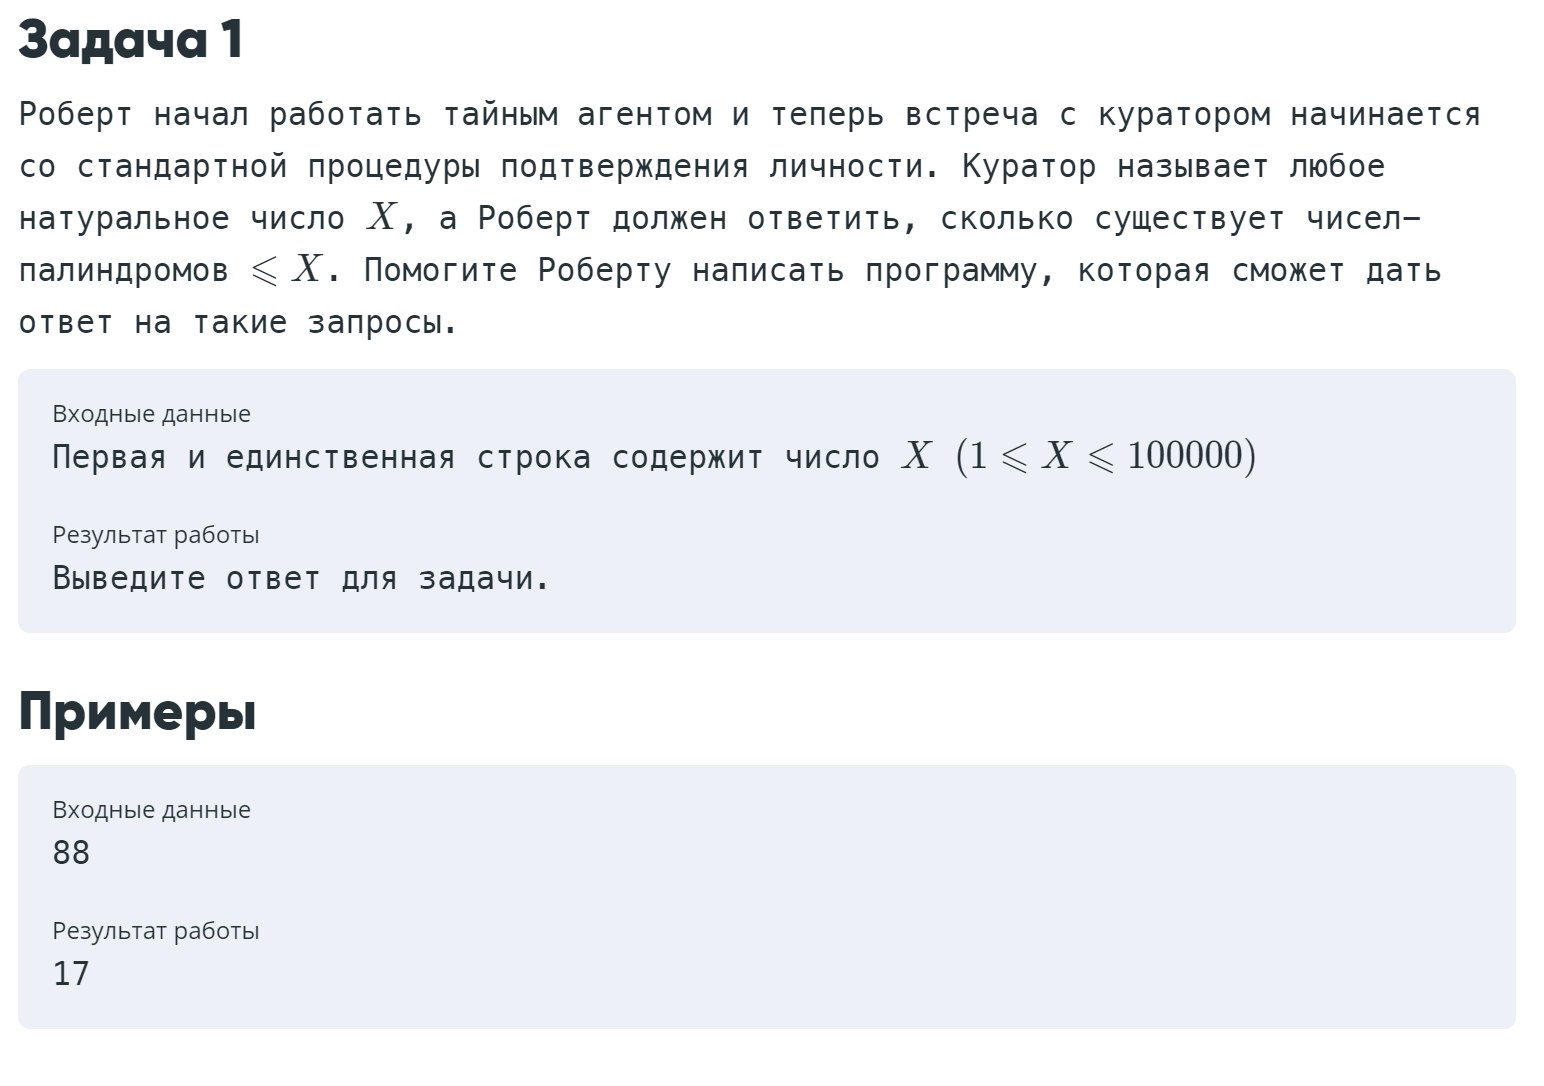 Задача 1
Роберт начал работать тайным агентом и теперь встреча с куратором начинается
со стандартной процедуры подтверждения личности. Куратор называет любое
натуральное число X, а Роберт должен ответить, сколько существует чисел-
палиндромов ⩽ X. Помогите Роберту написать программу, которая сможет дать
ответ на такие запросы.
Входные данные
Первая и единственная строка содержит число X (1 ⩽ X ⩽ 100000)
Результат работы
Выведите ответ для задачи.
Примеры
Входные данные
88
Результат работы
17